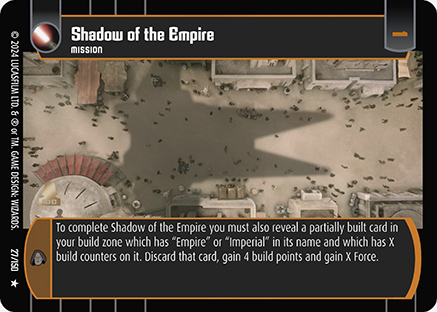 Shadow of the Empire
MISSION
To complete Shadow of the Empire you must also reveal a partially built card in
your build zone which has “Empire” or “Imperial” in its name and which has X
build counters on it. Discard that card, gain 4 build points and gain X Force.
© 2024 LUCASFILM LTD. & ® or TM. GAME DESIGN: WIZARDS.
27/150